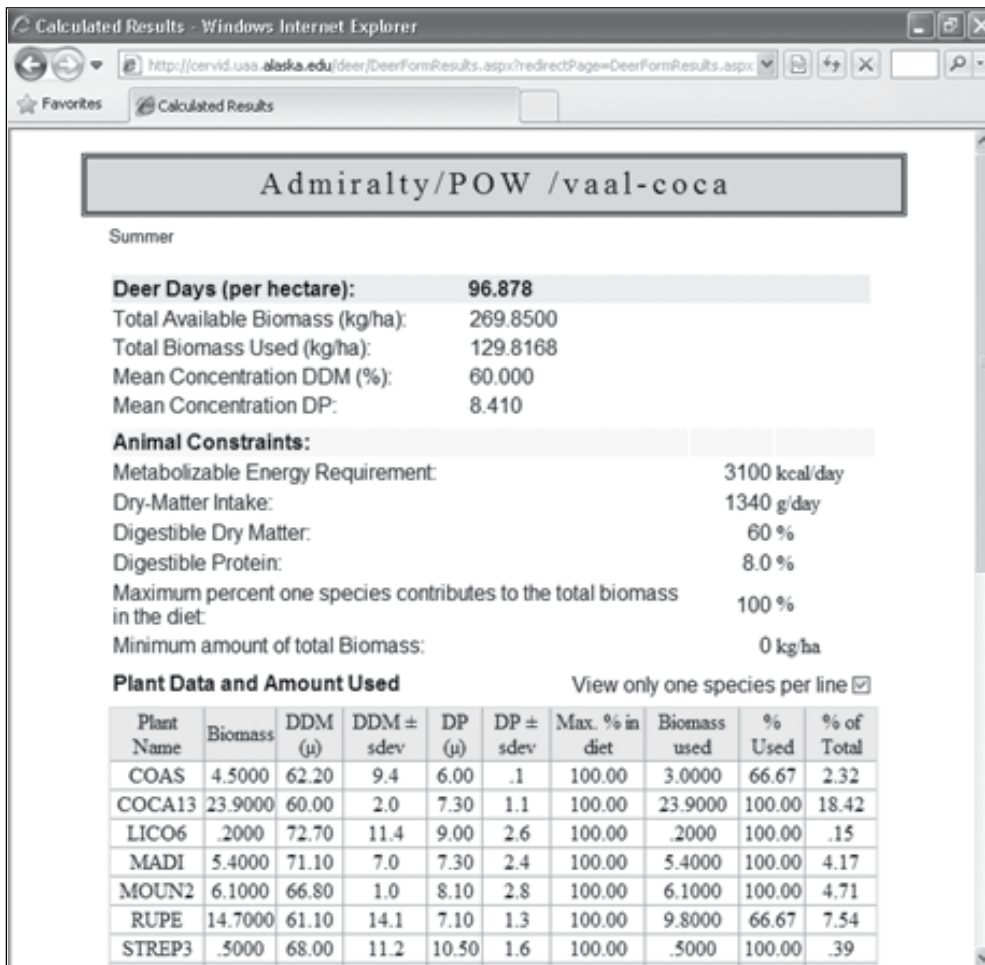 Calculated Results - Windows Internet Explorer
http://cervid.uaa.alaska.edu/deer/DeerFormResults.aspx?redirectPage=DeerFormResults.aspx
Favorites Calculated Results
Admiralty/POW /vaal-coca
Summer
Deer Days (per hectare): 96.878
Total Available Biomass (kg/ha): 269.8500
Total Biomass Used (kg/ha): 129.8168
Mean Concentration DDM (%): 60.000
Mean Concentration DP: 8.410
Animal Constraints:
Metabolizable Energy Requirement: 3100 kcal/day
Dry-Matter Intake: 1340 g/day
Digestible Dry Matter: 60 %
Digestible Protein: 8.0 %
Maximum percent one species contributes to the total biomass
in the diet: 100 %
Minimum amount of total Biomass: 0 kg/ha
Plant Data and Amount Used View only one species per line
Plant Name Biomass DDM (μ) DDM ± sdev DP (μ) DP ± sdev Max. % in diet Biomass used % Used % of Total
COAS 4.5000 62.20 9.4 6.00 .1 100.00 3.0000 66.67 2.32
COCA13 23.9000 60.00 2.0 7.30 1.1 100.00 23.9000 100.00 18.42
LICO6 .2000 72.70 11.4 9.00 2.6 100.00 .2000 100.00 .15
MADI 5.4000 71.10 7.0 7.30 2.4 100.00 5.4000 100.00 4.17
MOUN2 6.1000 66.80 1.0 8.10 2.8 100.00 6.1000 100.00 4.71
RUPE 14.7000 61.10 14.1 7.10 1.3 100.00 9.8000 66.67 7.54
STREP3 .5000 68.00 11.2 10.50 1.6 100.00 .5000 100.00 .39